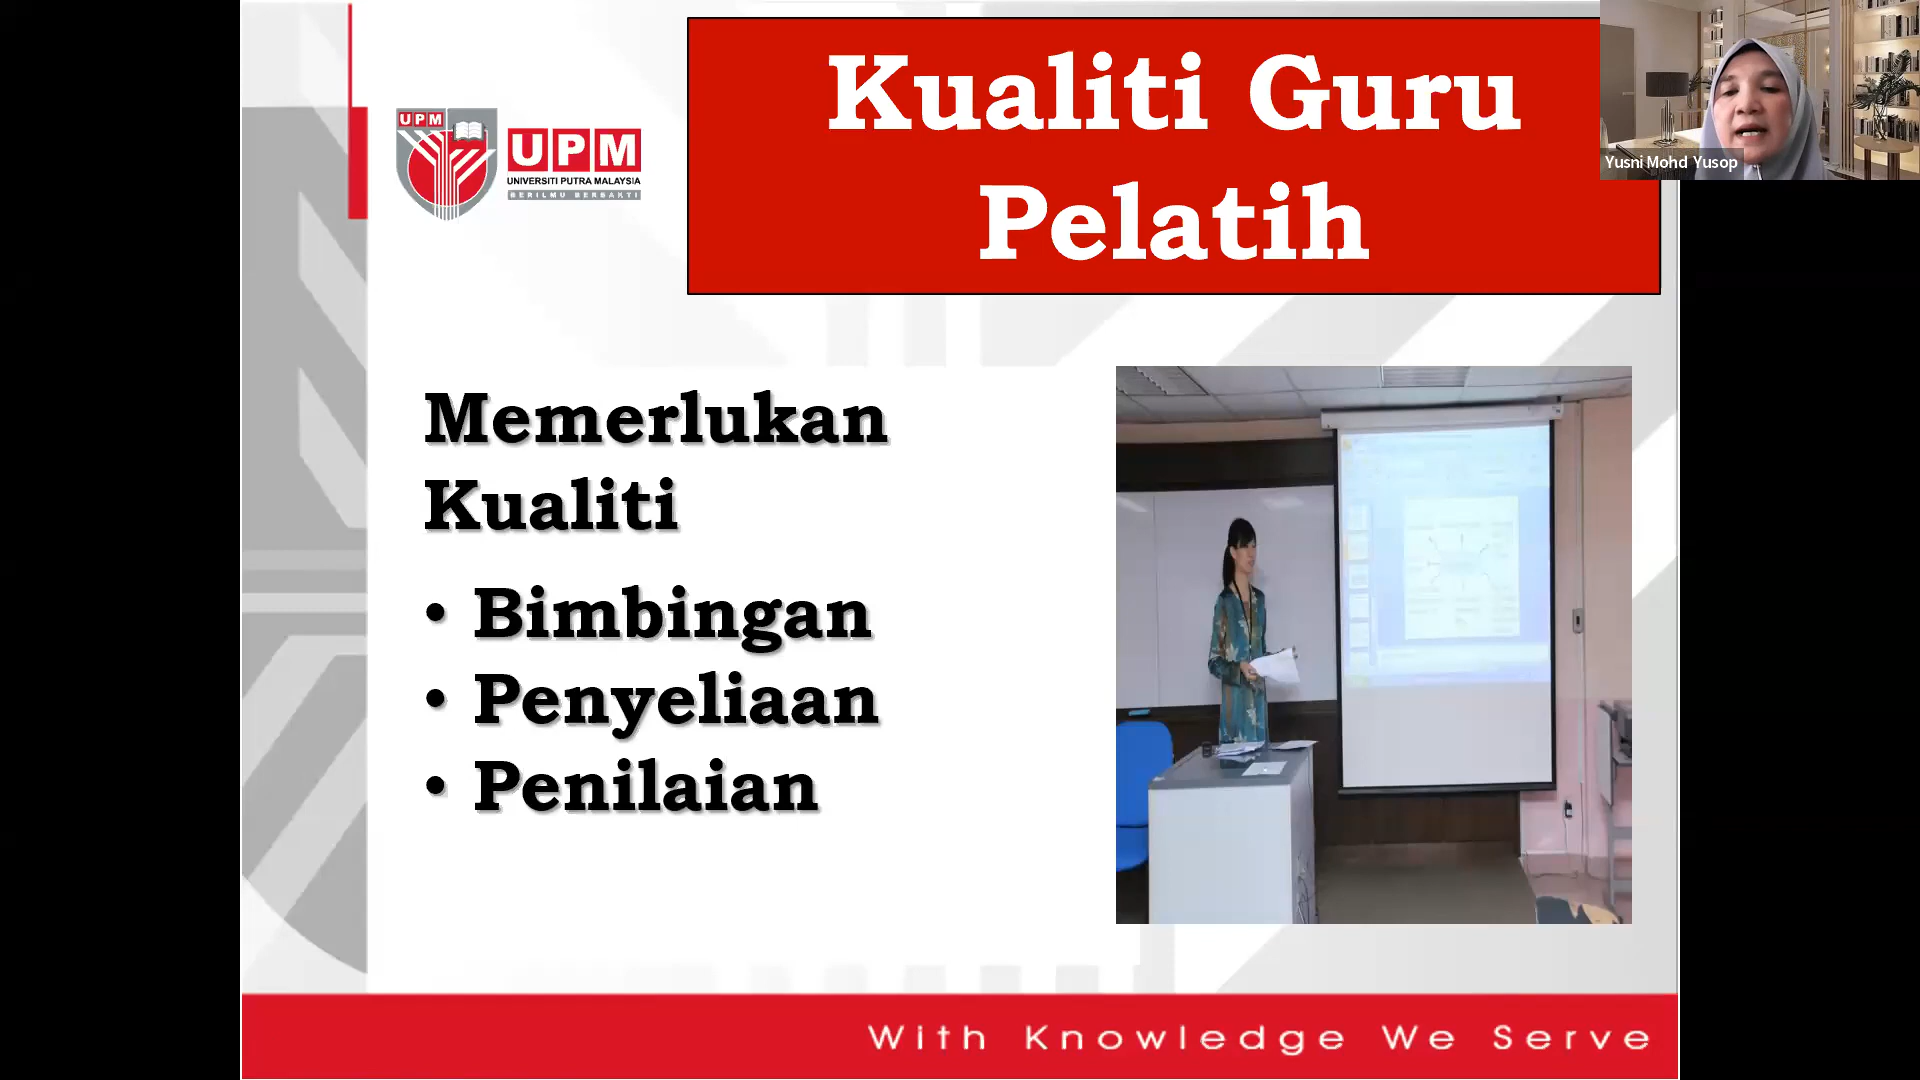 Kualiti Guru
Pelatih
Yusni Mohd Yusop
UPM
UPM
UNIVERSITI PUTRA MALAYSIA
BERILMU BERBAKTI
Memerlukan
Kualiti
• Bimbingan
• Penyeliaan
• Penilaian
With Knowledge We Serve